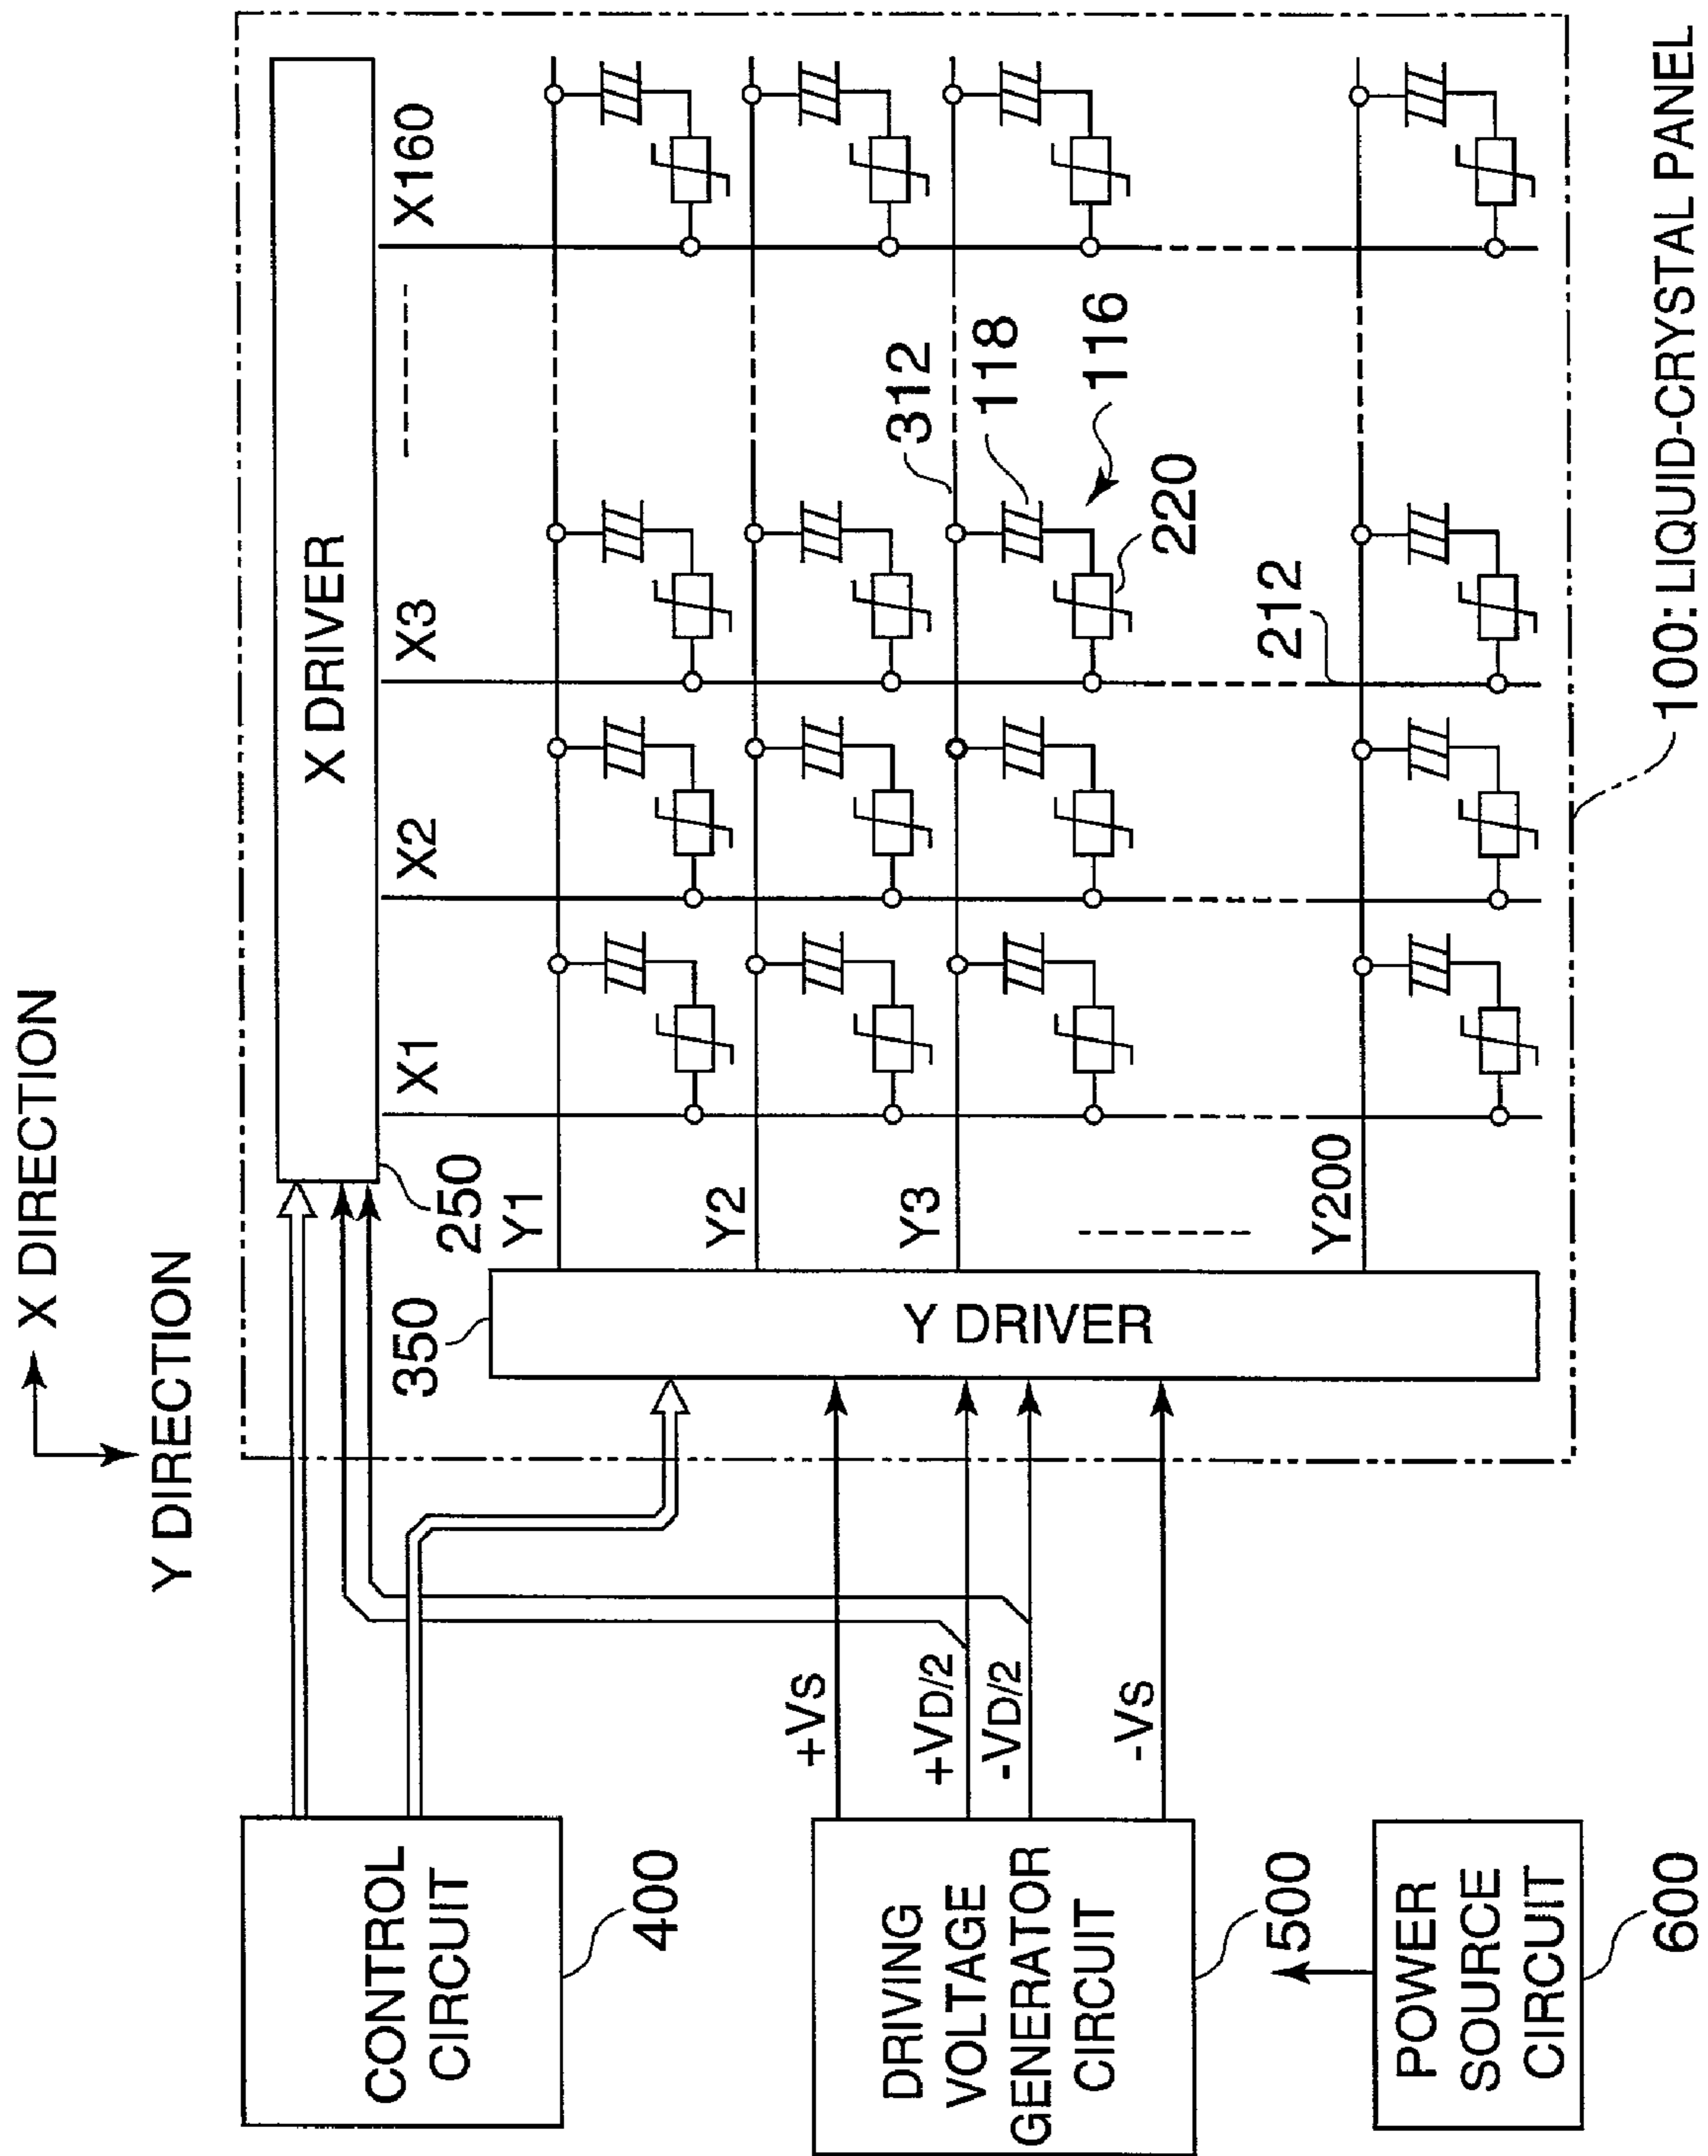 X DIRECTION
Y DIRECTION
CONTROL
CIRCUIT
400
DRIVING
VOLTAGE
GENERATOR
CIRCUIT
500
POWER
SOURCE
CIRCUIT
600
+VS
+VD/2
-VD/2
-VS
X DRIVER
250
350
Y DRIVER
X1
X2
X3
X160
Y1
Y2
Y3
Y200
312
118
116
220
212
100: LIQUID-CRYSTAL PANEL